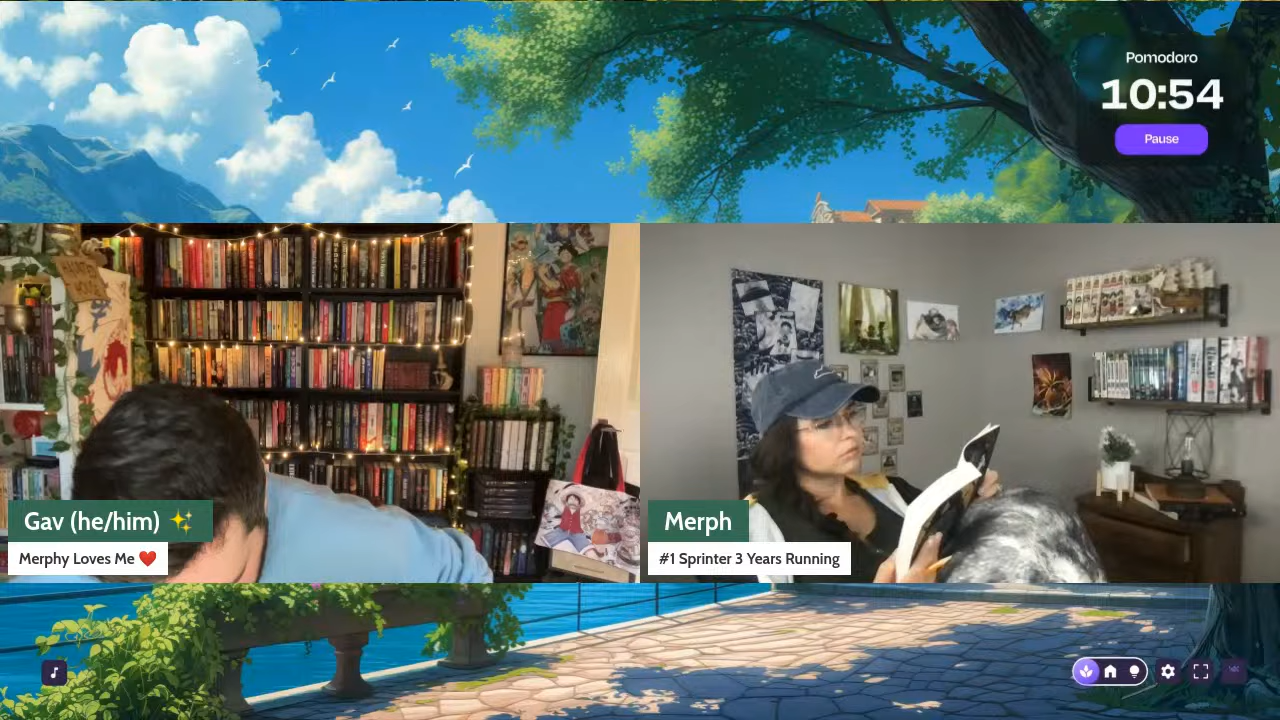 Pomodoro
10:54
Pause
Gav (he/him) ✨
Merphy Loves Me ❤️
Merph
#1 Sprinter 3 Years Running